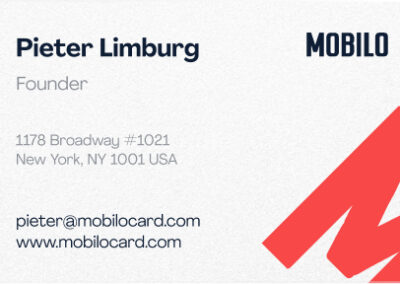 Pieter Limburg
MOBILO
Founder
1178 Broadway #1021
New York, NY 1001 USA
pieter@mobilocard.com
www.mobilocard.com